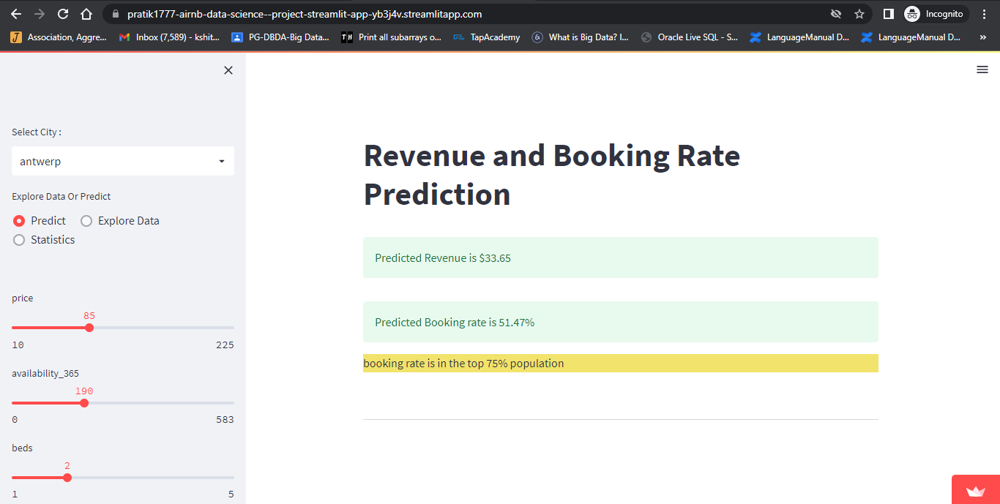 pratik1777-airnb-data-science--project-streamlit-app-yb3j4v.streamlitapp.com
Incognito
Association, Aggre... Inbox (7,589) - kshit... PG-DBDA-Big Data... TH Print all subarrays o... TapAcademy What is Big Data? I... Oracle Live SQL - S... LanguageManual D... LanguageManual D... »
Select City :
antwerp
Explore Data Or Predict
Predict Explore Data
Statistics
price
85
10 225
availability_365
190
0 583
beds
2
1 5
Revenue and Booking Rate
Prediction
Predicted Revenue is $33.65
Predicted Booking rate is 51.47%
booking rate is in the top 75% population